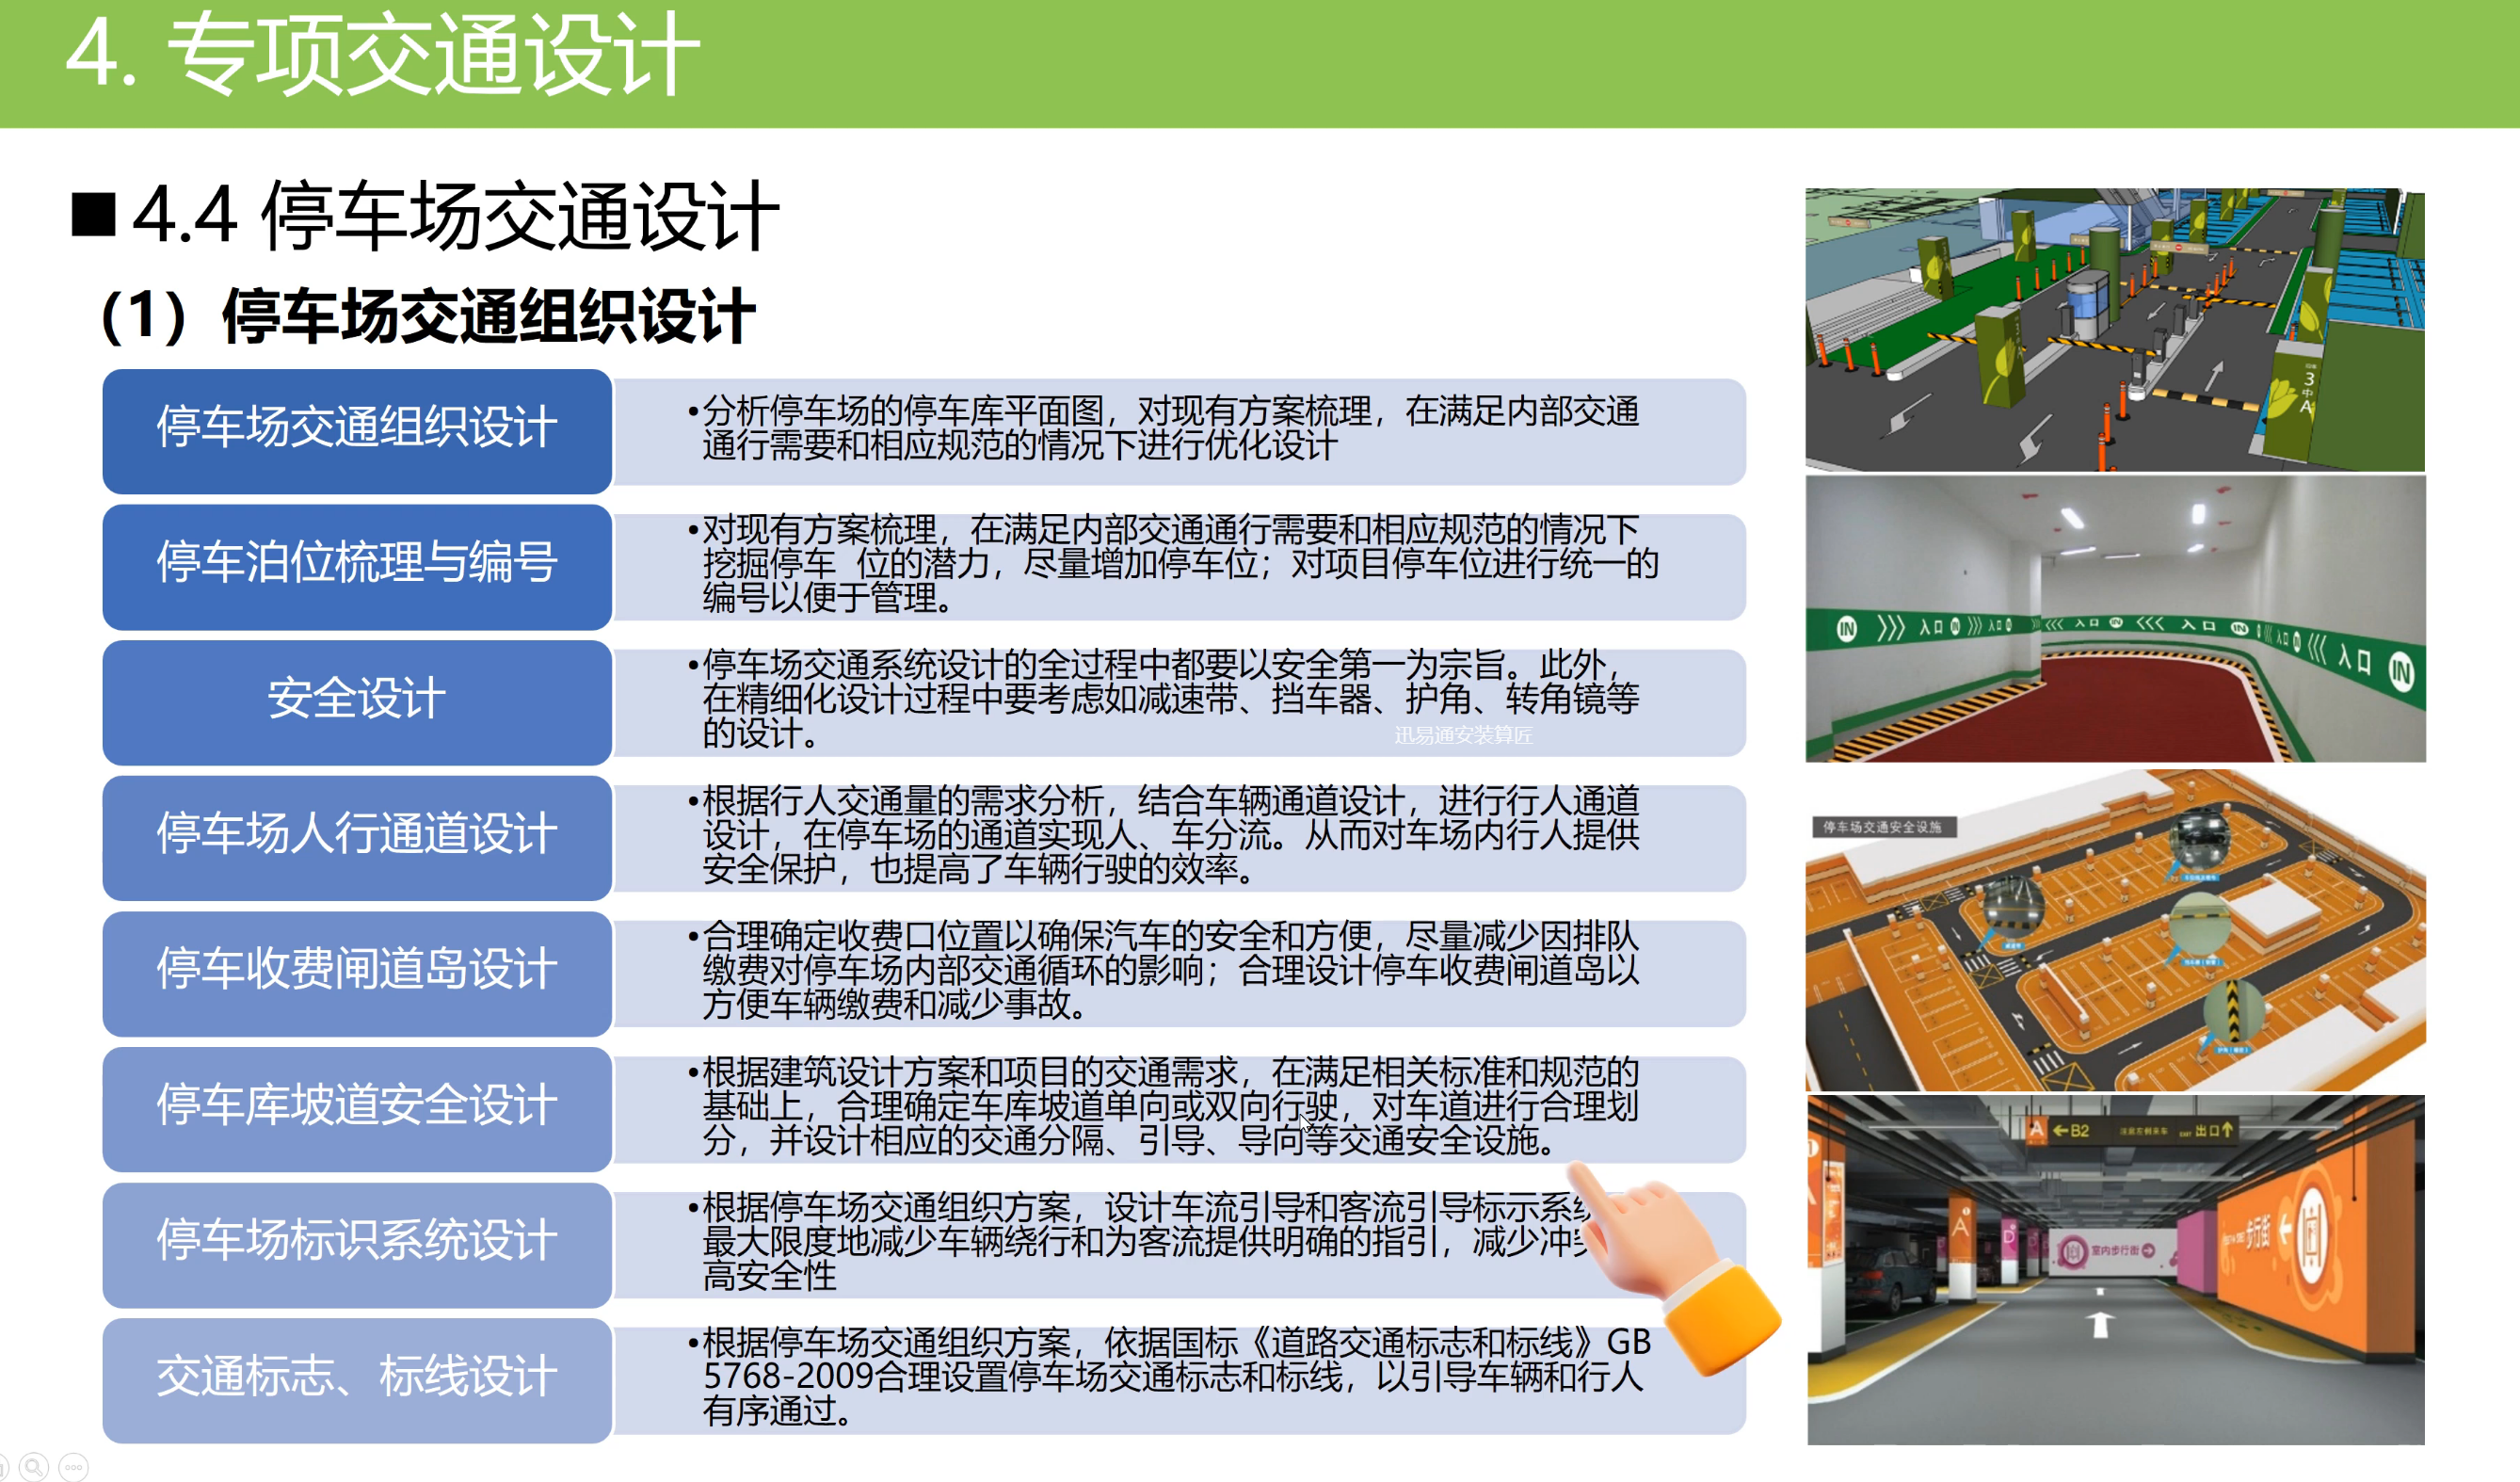 4. 专项交通设计
■4.4 停车场交通设计
（1）停车场交通组织设计
停车场交通组织设计
•分析停车场的停车库平面图，对现有方案梳理，在满足内部交通
通行需要和相应规范的情况下进行优化设计
停车泊位梳理与编号
•对现有方案梳理，在满足内部交通通行需要和相应规范的情况下
挖掘停车 位的潜力，尽量增加停车位；对项目停车位进行统一的
编号以便于管理。
安全设计
•停车场交通系统设计的全过程中都要以安全第一为宗旨。此外，
在精细化设计过程中要考虑如减速带、挡车器、护角、转角镜等
的设计。
迅易通安装算匠
停车场人行通道设计
•根据行人交通量的需求分析，结合车辆通道设计，进行行人通道
设计，在停车场的通道实现人、车分流。从而对车场内行人提供
安全保护，也提高了车辆行驶的效率。
停车收费闸道岛设计
•合理确定收费口位置以确保汽车的安全和方便，尽量减少因排队
缴费对停车场内部交通循环的影响；合理设计停车收费闸道岛以
方便车辆缴费和减少事故。
停车库坡道安全设计
•根据建筑设计方案和项目的交通需求，在满足相关标准和规范的
基础上，合理确定车库坡道单向或双向行驶，对车道进行合理划
分，并设计相应的交通分隔、引导、导向等交通安全设施。
停车场标识系统设计
•根据停车场交通组织方案，设计车流引导和客流引导标示系
最大限度地减少车辆绕行和为客流提供明确的指引，减少冲
高安全性
交通标志、标线设计
•根据停车场交通组织方案，依据国标《道路交通标志和标线》GB
5768-2009合理设置停车场交通标志和标线，以引导车辆和行人
有序通过。
3
中
A
IN 》》 入口 IN 》》 入口 IN 《《 入口 IN 《《 入口 IN 入口 IN 《《 入口 IN
停车场交通安全设施
A ←B2 EXIT 出口↑
A
D
室内步行街
步行街